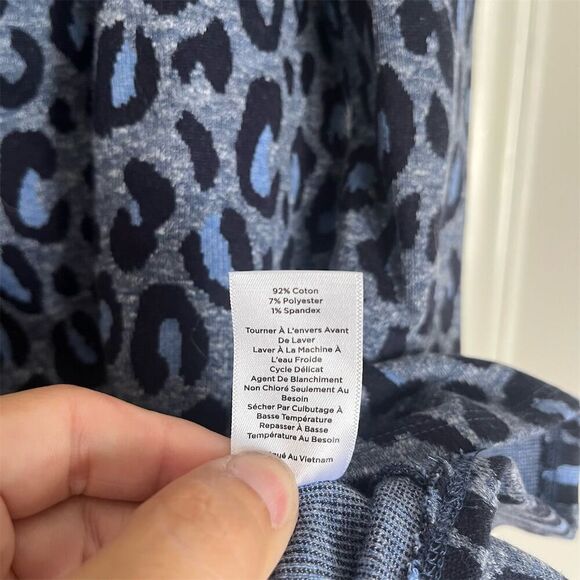 92% Coton
7% Polyester
1% Spandex
Tourner À L'envers Avant
De Laver
Laver À La Machine À
L'eau Froide
Cycle Délicat
Agent De Blanchiment
Non Chloré Seulement Au
Besoin
Sécher Par Culbutage À
Basse Température
Repasser À Basse
Température Au Besoin
Au Vietnam